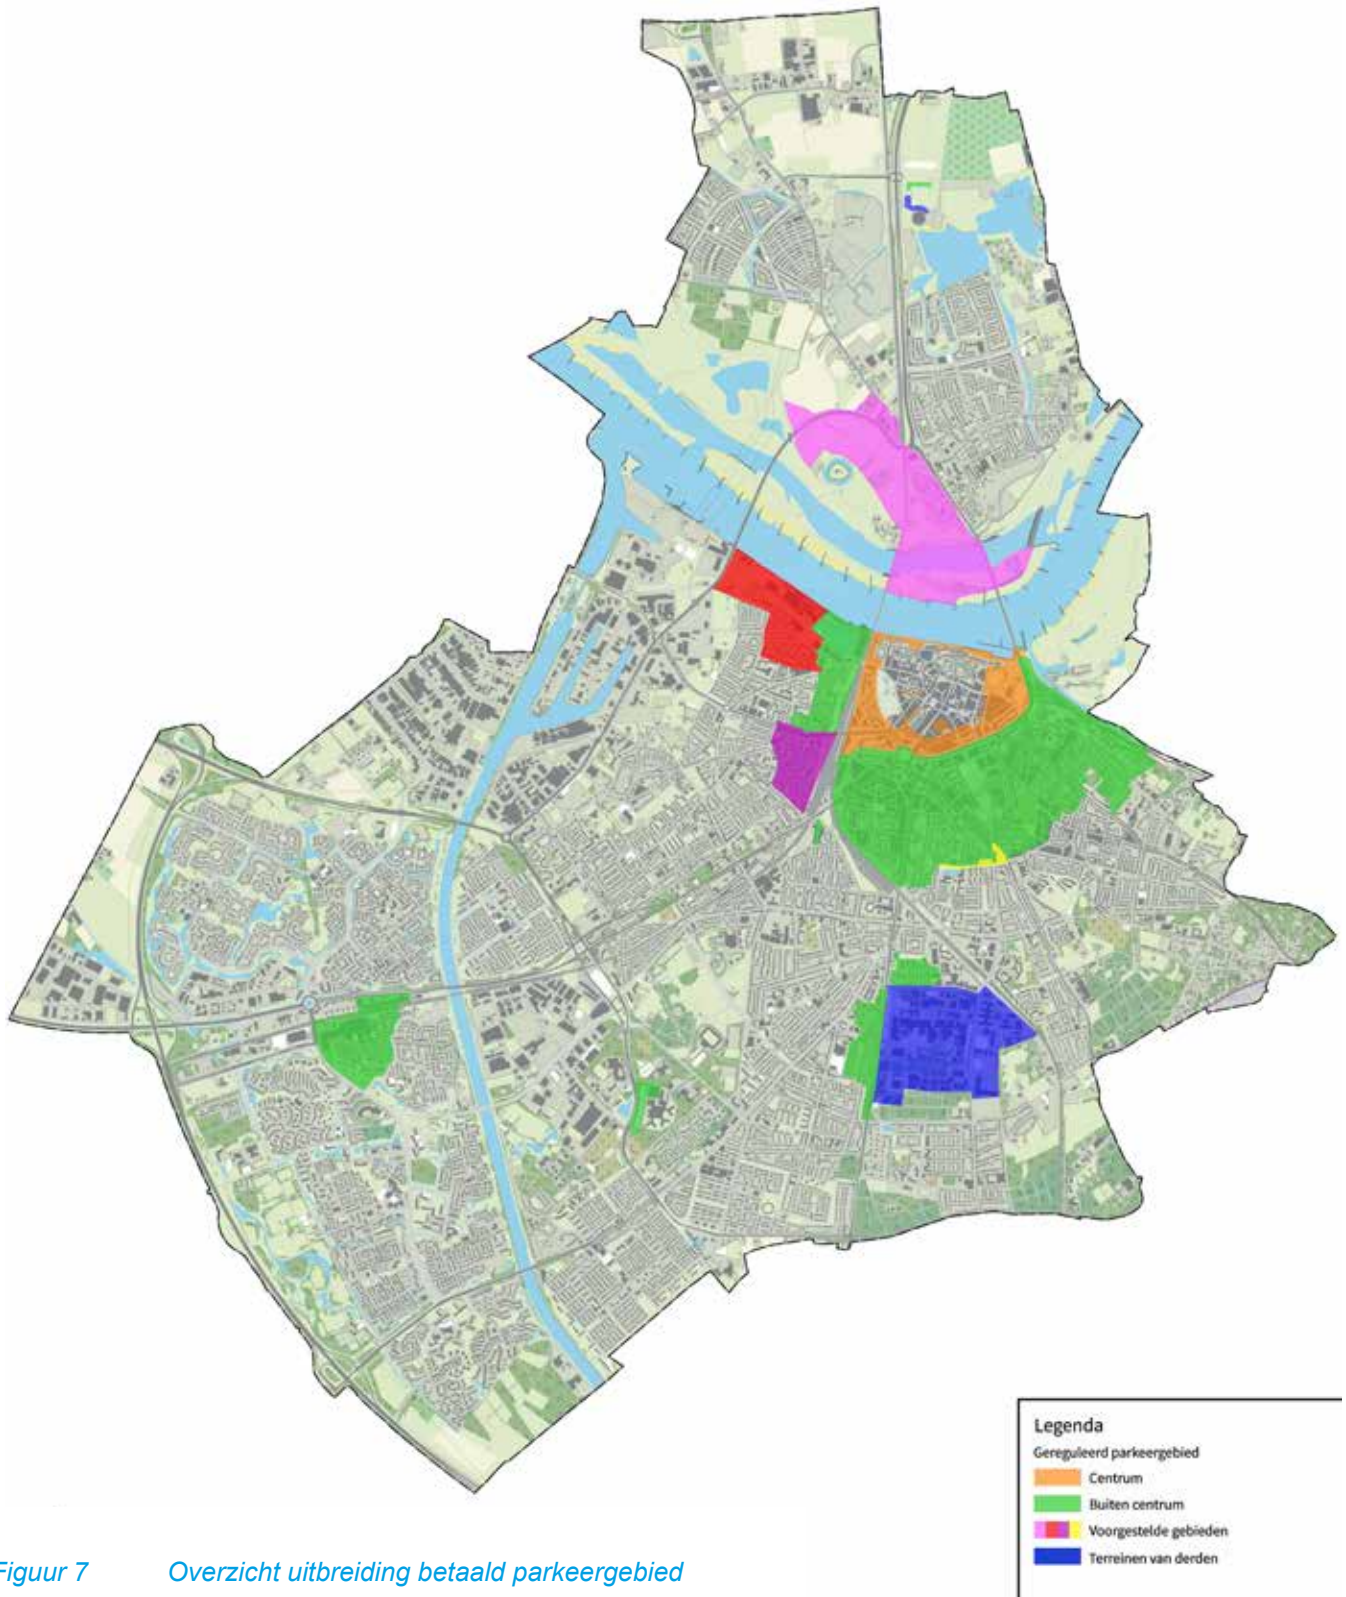 Legenda
Gereguleerd parkeergebied
Centrum
Buiten centrum
Voorgestelde gebieden
Terreinen van derden
Figuur 7 Overzicht uitbreiding betaald parkeergebied